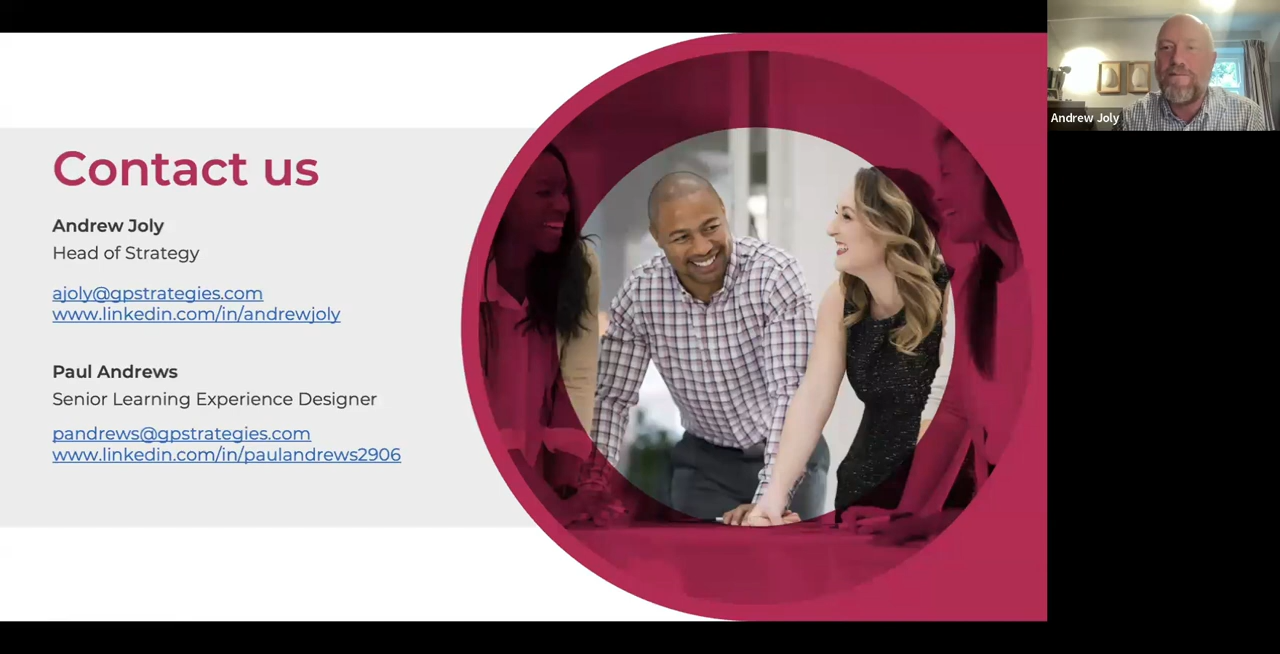 Contact us
Andrew Joly
Head of Strategy
ajoly@gpstrategies.com
www.linkedin.com/in/andrewjoly
Paul Andrews
Senior Learning Experience Designer
pandrews@gpstrategies.com
www.linkedin.com/in/paulandrews2906
Andrew Joly